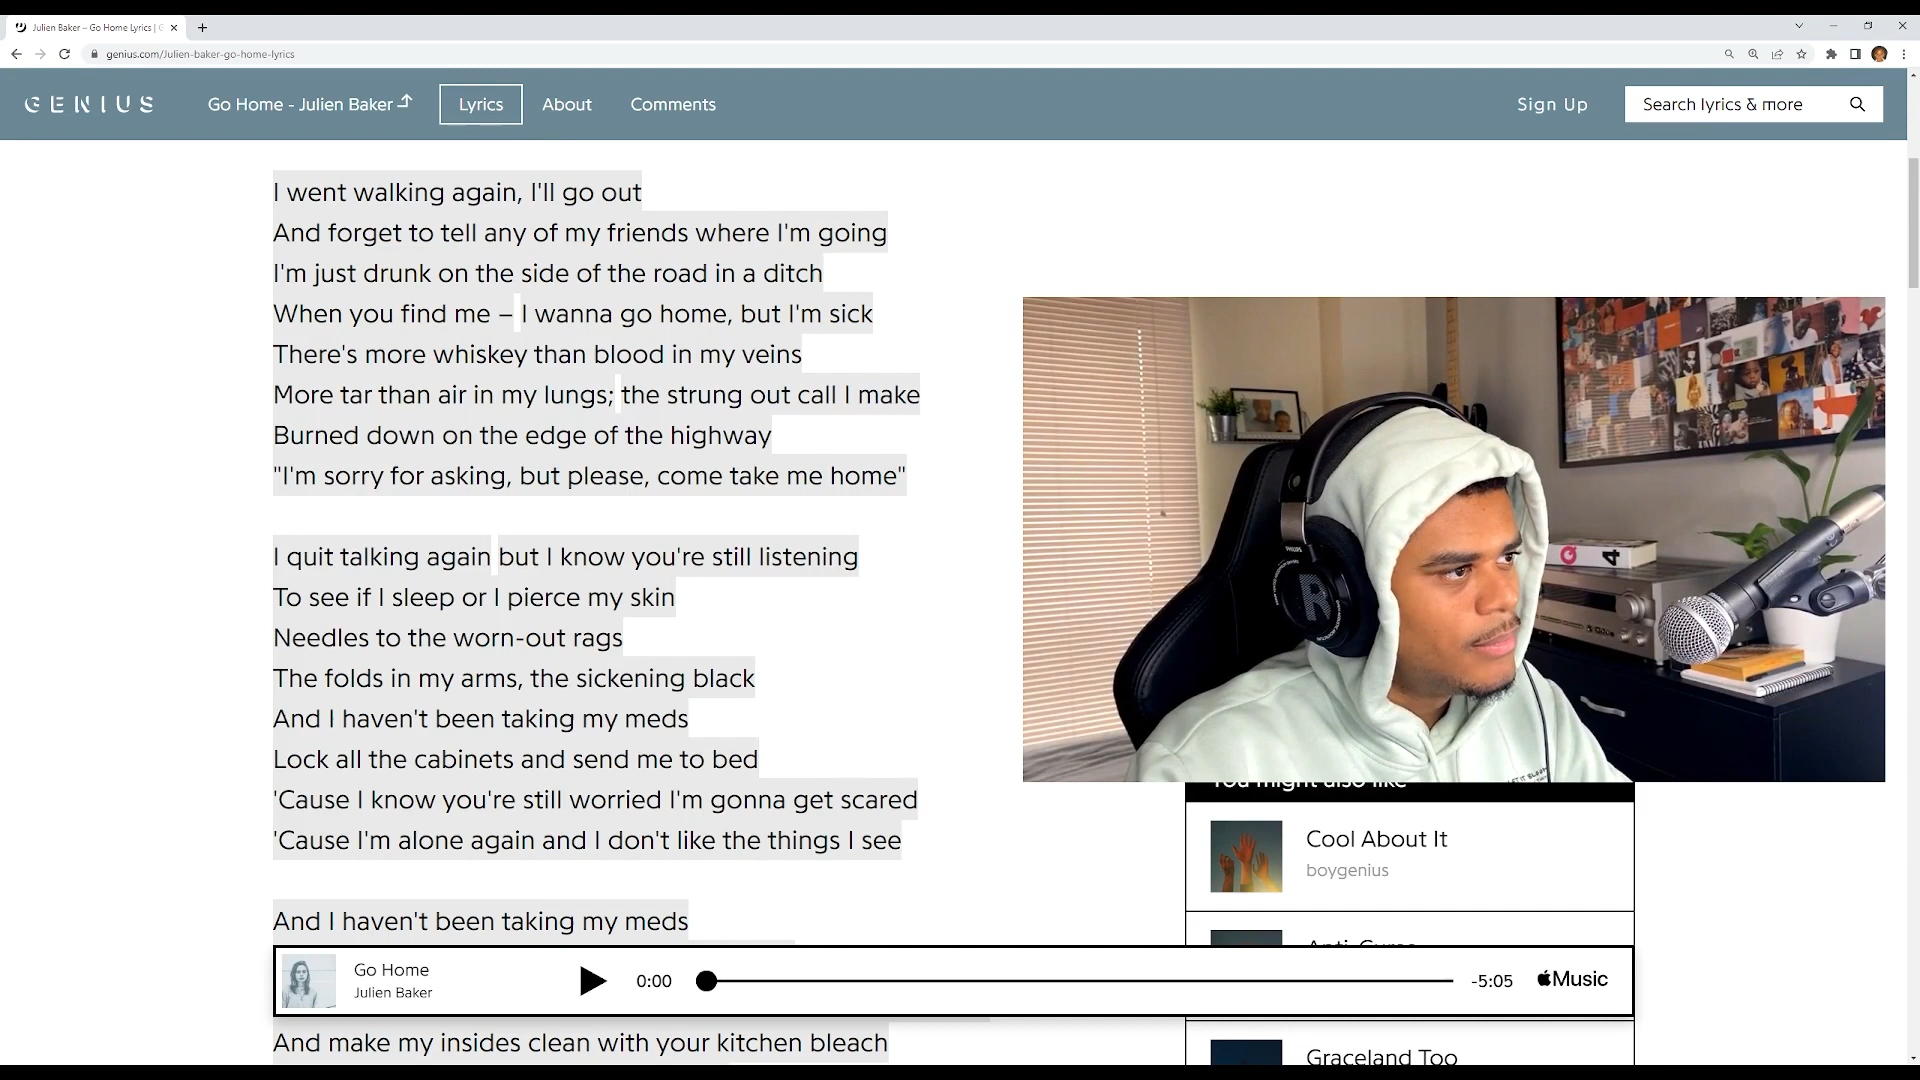 Julien Baker – Go Home Lyrics | G
genius.com/Julien-baker-go-home-lyrics
GENIUS
Go Home - Julien Baker
Lyrics
About
Comments
Sign Up
Search lyrics & more
I went walking again, I'll go out
And forget to tell any of my friends where I'm going
I'm just drunk on the side of the road in a ditch
When you find me – I wanna go home, but I'm sick
There's more whiskey than blood in my veins
More tar than air in my lungs; the strung out call I make
Burned down on the edge of the highway
"I'm sorry for asking, but please, come take me home"
I quit talking again but I know you're still listening
To see if I sleep or I pierce my skin
Needles to the worn-out rags
The folds in my arms, the sickening black
And I haven't been taking my meds
Lock all the cabinets and send me to bed
'Cause I know you're still worried I'm gonna get scared
'Cause I'm alone again and I don't like the things I see
And I haven't been taking my meds
And make my insides clean with your kitchen bleach
PHILIPS
R
4
You might also like
Cool About It
boygenius
Anti-Curse
Graceland Too
Go Home
Julien Baker
0:00
-5:05
Music